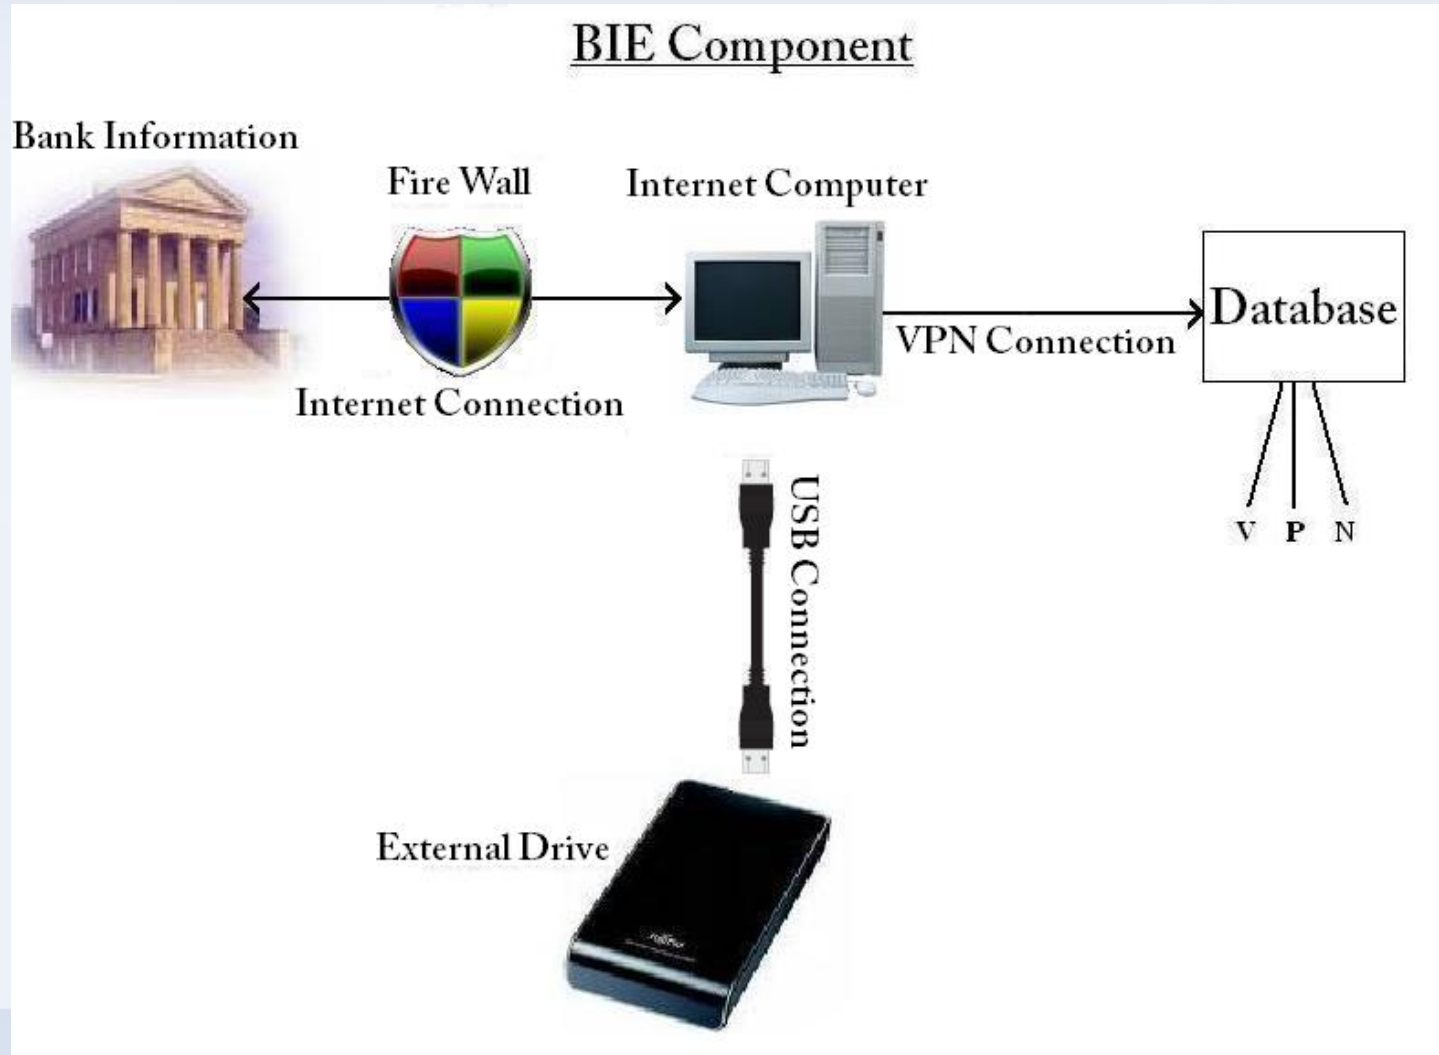 BIE Component
Bank Information
Fire Wall
Internet Computer
Database
VPN Connection
Internet Connection
V P N
USB Connection
External Drive